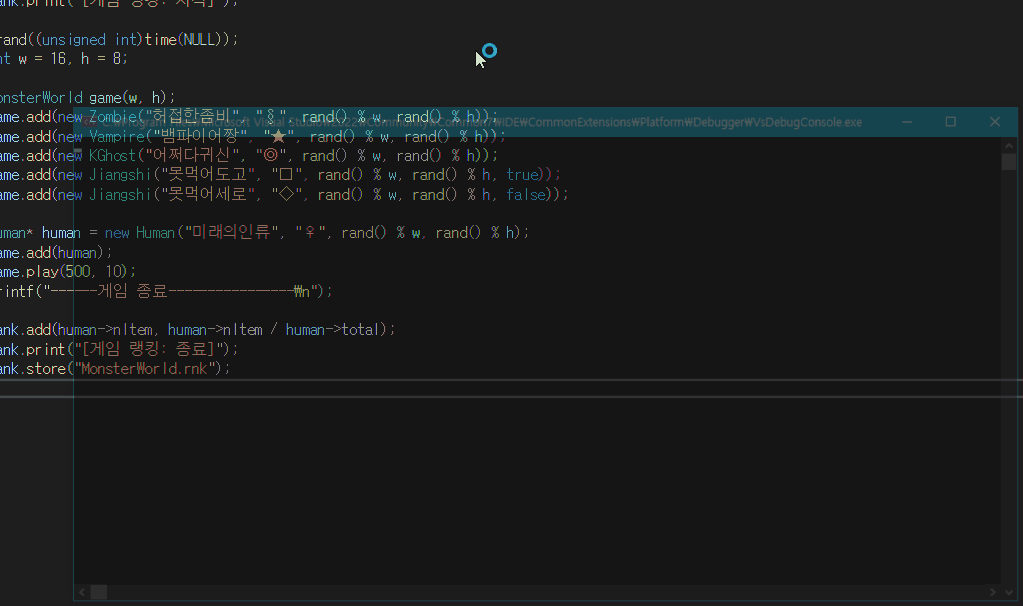 ank.print("[게임 랭킹: 시작]");
rand((unsigned int)time(NULL));
nt w = 16, h = 8;
onsterWorld game(w, h);
ame.add(new Zombie("허접한좀비", "§", rand() % w, rand() % h));
ame.add(new Vampire("뱀파이어짱", "★", rand() % w, rand() % h));
ame.add(new KGhost("어쩌다귀신", "◎", rand() % w, rand() % h));
ame.add(new Jiangshi("못먹어도고", "□", rand() % w, rand() % h, true));
ame.add(new Jiangshi("못먹어세로", "◇", rand() % w, rand() % h, false));
uman* human = new Human("미래의인류", "♀", rand() % w, rand() % h);
ame.add(human);
ame.play(500, 10);
rintf("------게임 종료----------------₩n");
ank.add(human->nItem, human->nItem / human->total);
ank.print("[게임 랭킹: 종료]");
ank.store("MonsterWorld.rnk");
Microsoft Visual Studio₩2022₩Community₩Common7₩IDE₩CommonExtensions₩Platform₩Debugger₩VsDebugConsole.exe